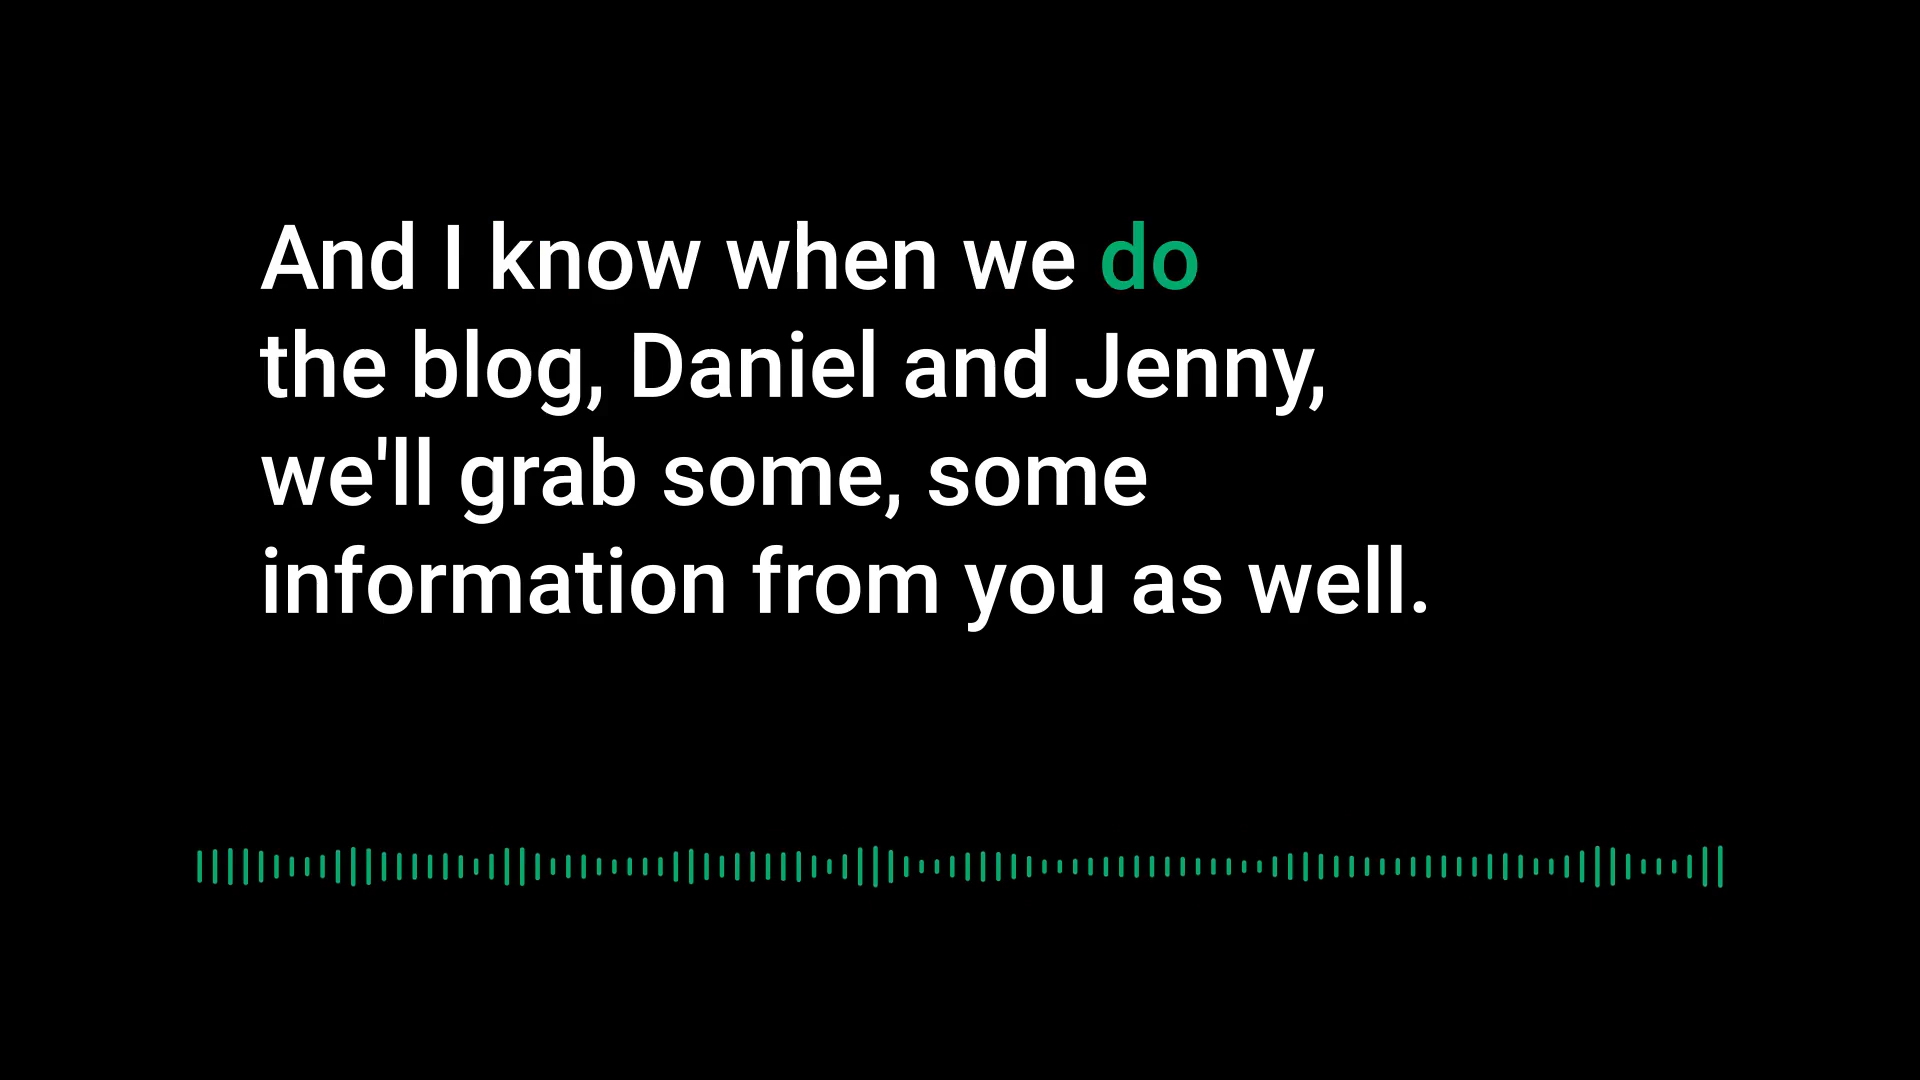 And I know when we do
the blog, Daniel and Jenny,
we'll grab some, some
information from you as well.